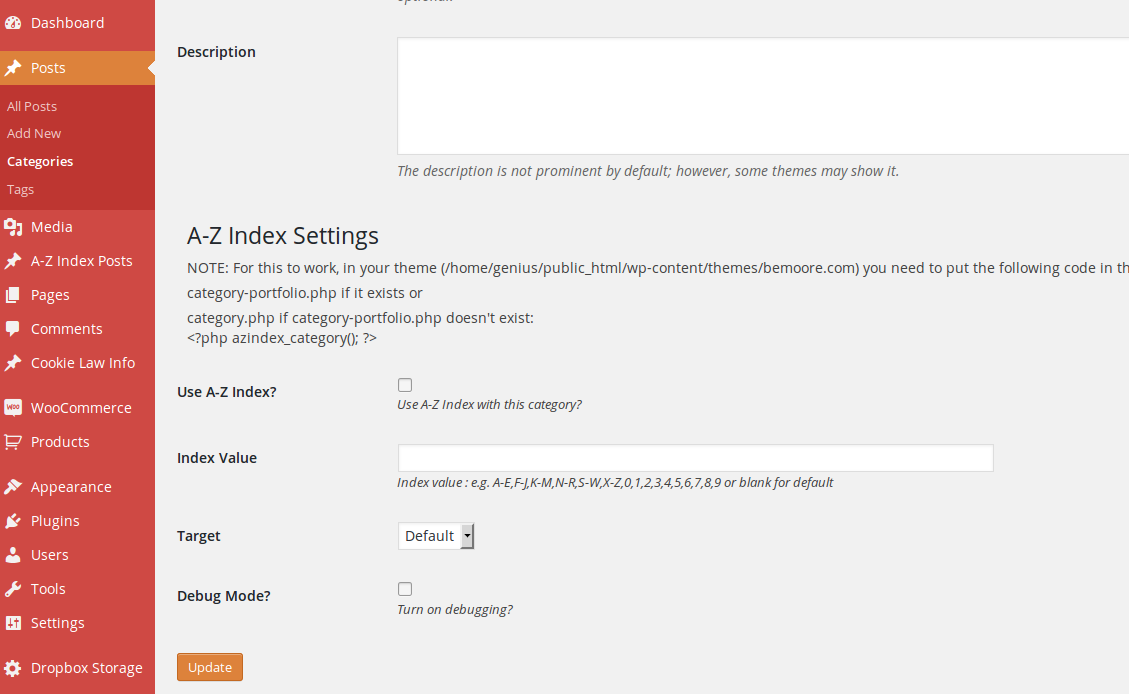 Dashboard
Posts
All Posts
Add New
Categories
Tags
Media
A-Z Index Posts
Pages
Comments
Cookie Law Info
WOO
WooCommerce
Products
Appearance
Plugins
Users
Tools
Settings
Dropbox Storage
Description
The description is not prominent by default; however, some themes may show it.
A-Z Index Settings
NOTE: For this to work, in your theme (/home/genius/public_html/wp-content/themes/bemoore.com) you need to put the following code in
category-portfolio.php if it exists or
category.php if category-portfolio.php doesn't exist:
<?php azindex_category(); ?>
Use A-Z Index?
Use A-Z Index with this category?
Index Value
Index value : e.g. A-E,F-J,K-M,N-R,S-W,X-Z,0,1,2,3,4,5,6,7,8,9 or blank for default
Target
Default
Debug Mode?
Turn on debugging?
Update